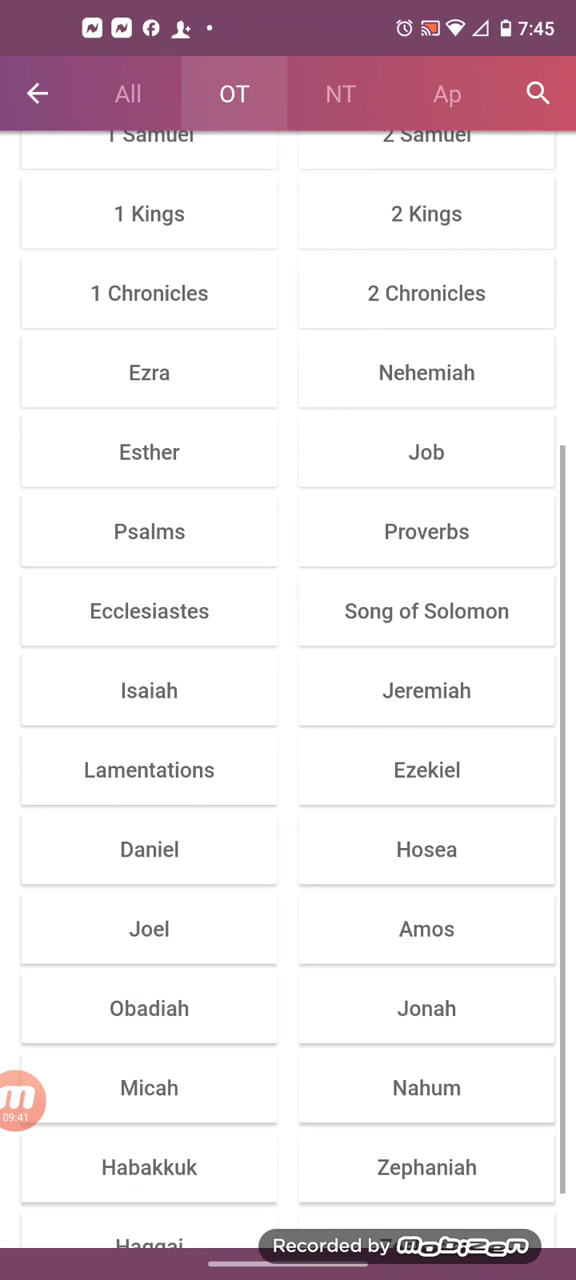 7:45
All OT NT Ap
1 Samuel 2 Samuel
1 Kings 2 Kings
1 Chronicles 2 Chronicles
Ezra Nehemiah
Esther Job
Psalms Proverbs
Ecclesiastes Song of Solomon
Isaiah Jeremiah
Lamentations Ezekiel
Daniel Hosea
Joel Amos
Obadiah Jonah
Micah Nahum
09:41
Habakkuk Zephaniah
Haggai
Recorded by mobizen